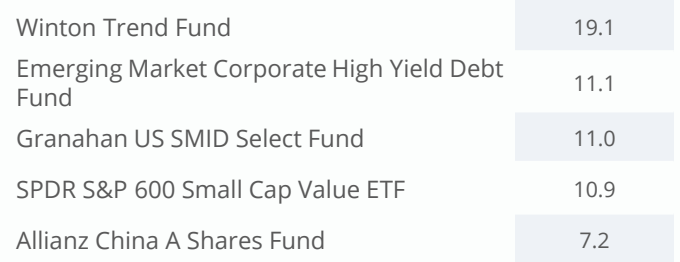 Winton Trend Fund 19.1
Emerging Market Corporate High Yield Debt
Fund 11.1
Granahan US SMID Select Fund 11.0
SPDR S&P 600 Small Cap Value ETF 10.9
Allianz China A Shares Fund 7.2